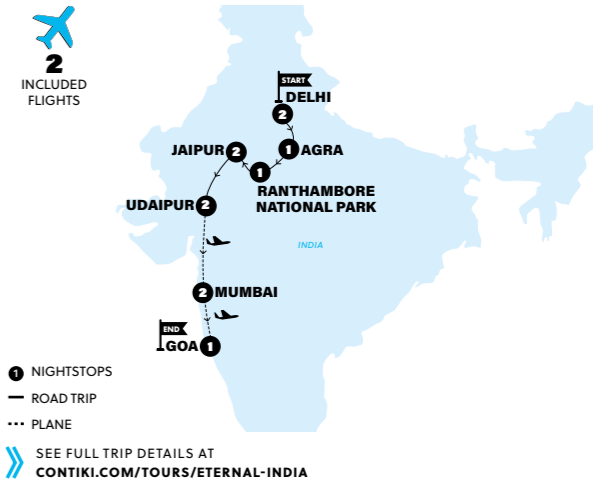 2
INCLUDED
FLIGHTS
START
DELHI
2
JAIPUR 2
1 AGRA
1
RANTHAMBORE
NATIONAL PARK
UDAIPUR 2
INDIA
2 MUMBAI
END
GOA 1
1 NIGHTSTOPS
ROAD TRIP
PLANE
SEE FULL TRIP DETAILS AT
CONTIKI.COM/TOURS/ETERNAL-INDIA